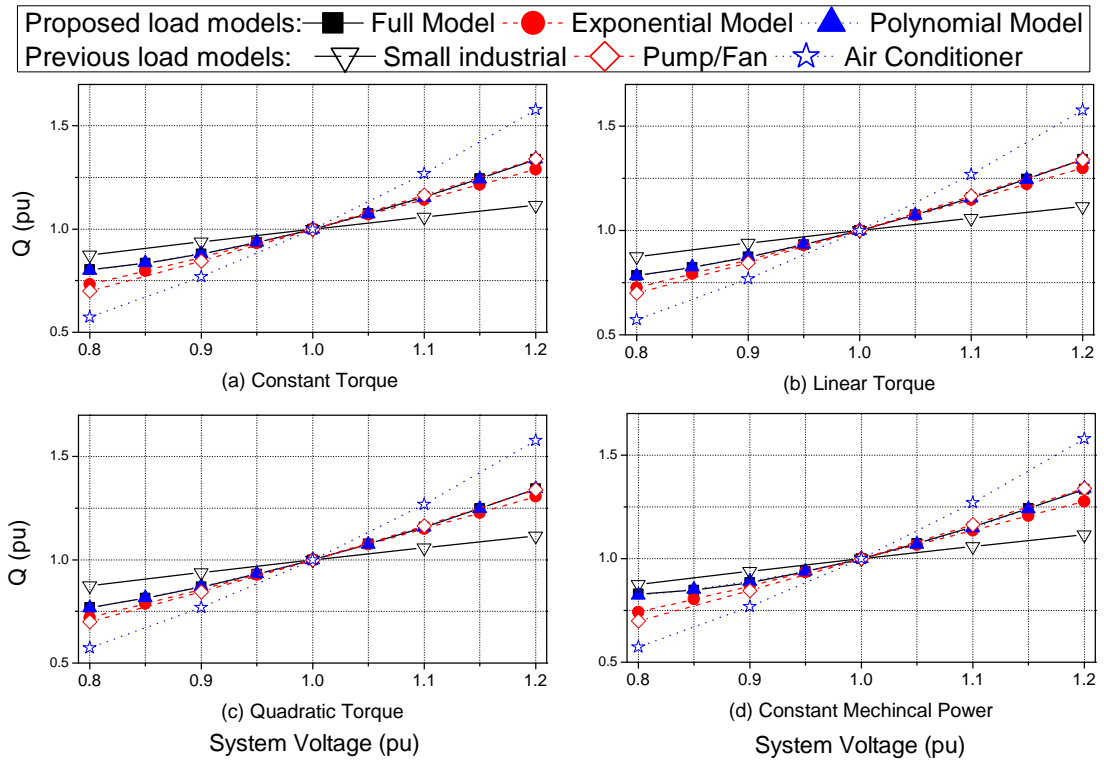 Proposed load models: Full Model Exponential Model Polynomial Model
Previous load models: Small industrial Pump/Fan Air Conditioner
1.5
1.0
0.5
Q (pu)
0.8 0.9 1.0 1.1 1.2
(a) Constant Torque
1.5
1.0
0.5
0.8 0.9 1.0 1.1 1.2
(b) Linear Torque
1.5
1.0
0.5
Q (pu)
0.8 0.9 1.0 1.1 1.2
(c) Quadratic Torque
System Voltage (pu)
1.5
1.0
0.5
0.8 0.9 1.0 1.1 1.2
(d) Constant Mechincal Power
System Voltage (pu)